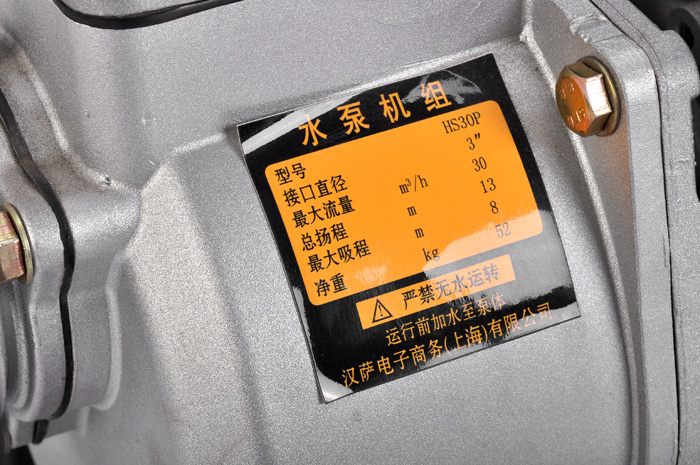 水泵机组
型号 HS30P
接口直径 3"
最大流量 m³/h 30
总扬程 m 13
最大吸程 m 8
净重 kg 52
严禁无水运转
运行前加水至泵体
汉萨电子商务(上海)有限公司